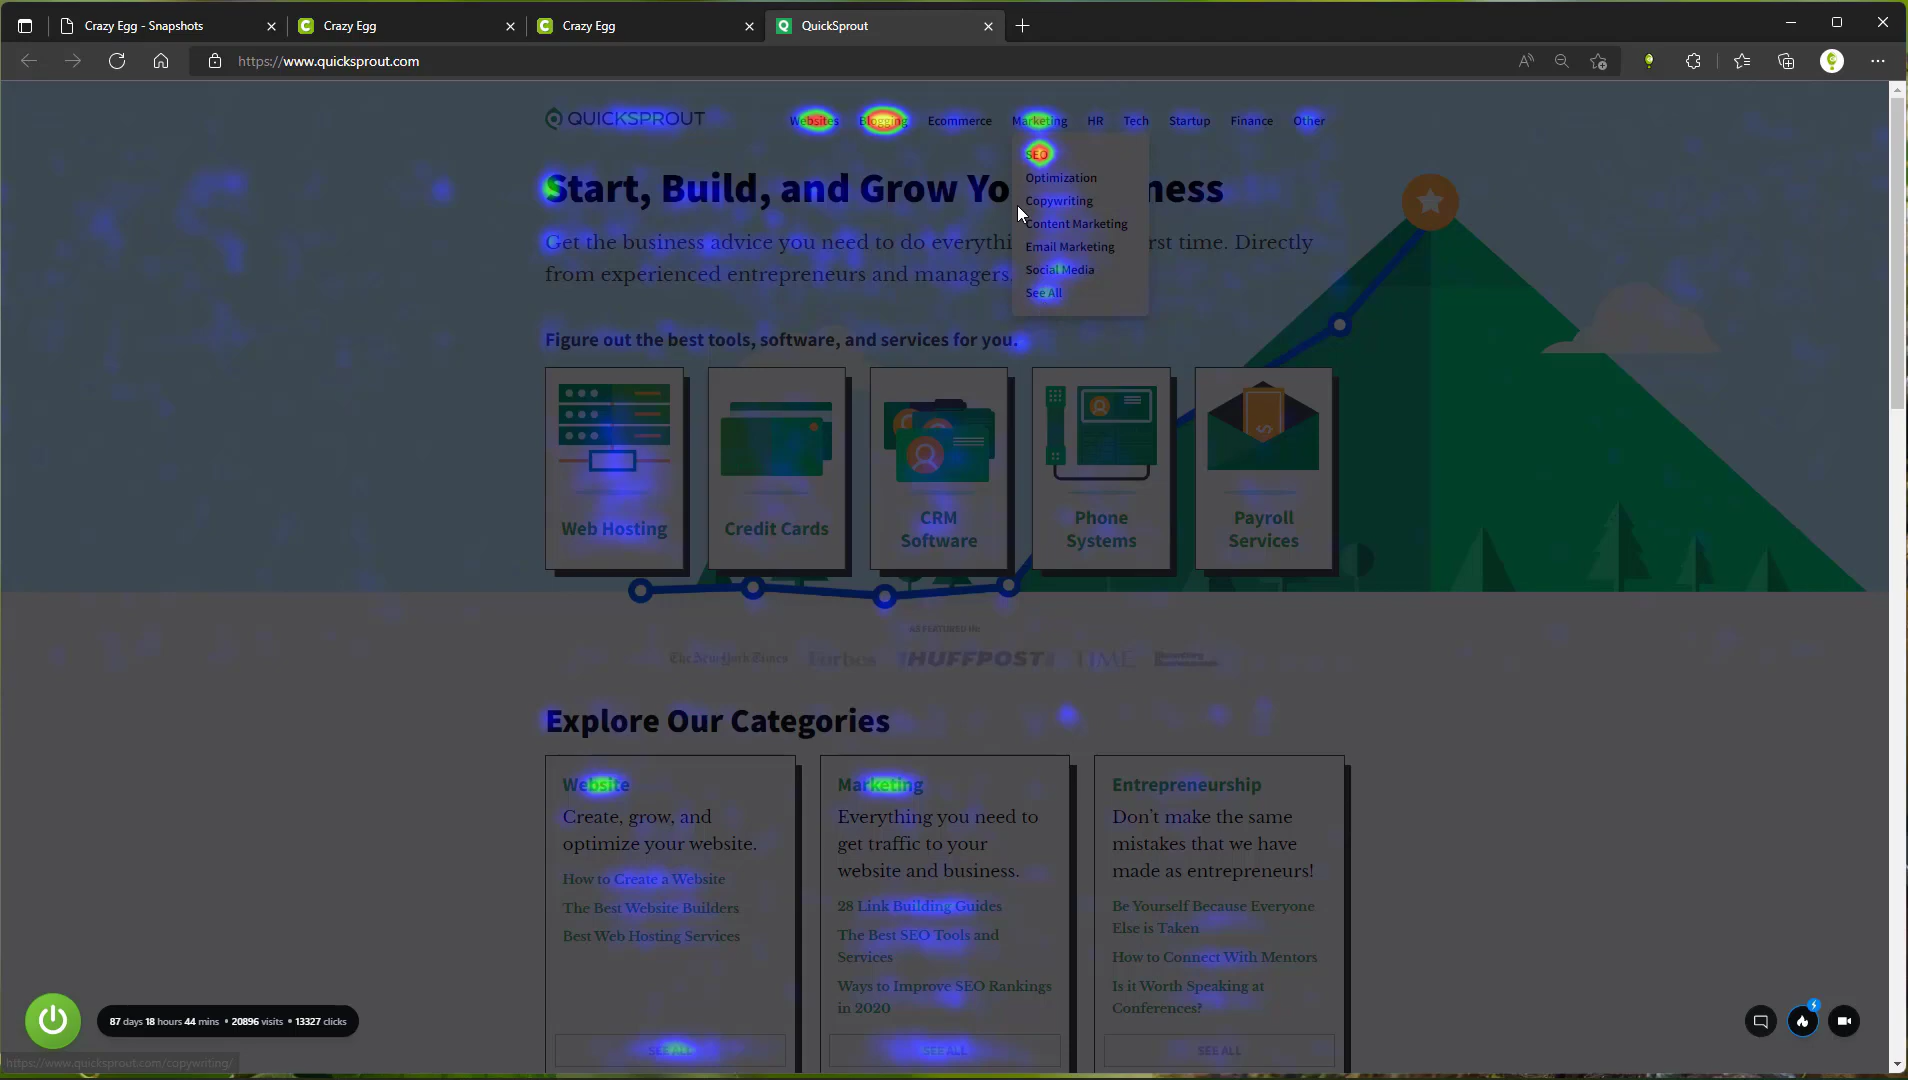 Crazy Egg - Snapshots
Crazy Egg
Crazy Egg
QuickSprout
https://www.quicksprout.com
QUICKSPROUT
Websites Blogging Ecommerce Marketing HR Tech Startup Finance Other
SEO
Optimization
Copywriting
Content Marketing
Email Marketing
Social Media
See All
Start, Build, and Grow Yo ness
Get the business advice you need to do everythi rst time. Directly
from experienced entrepreneurs and managers.
Figure out the best tools, software, and services for you.
Web Hosting
Credit Cards
CRM
Software
Phone
Systems
Payroll
Services
AS FEATURED IN:
The New York Times Forbes HUFFPOST TIME
Explore Our Categories
Website
Create, grow, and
optimize your website.
How to Create a Website
The Best Website Builders
Best Web Hosting Services
SEE ALL
Marketing
Everything you need to
get traffic to your
website and business.
28 Link Building Guides
The Best SEO Tools and
Services
Ways to Improve SEO Rankings
in 2020
SEE ALL
Entrepreneurship
Don't make the same
mistakes that we have
made as entrepreneurs!
Be Yourself Because Everyone
Else is Taken
How to Connect With Mentors
Is it Worth Speaking at
Conferences?
SEE ALL
87 days 18 hours 44 mins • 20896 visits • 13327 clicks
https://www.quicksprout.com/copywriting/